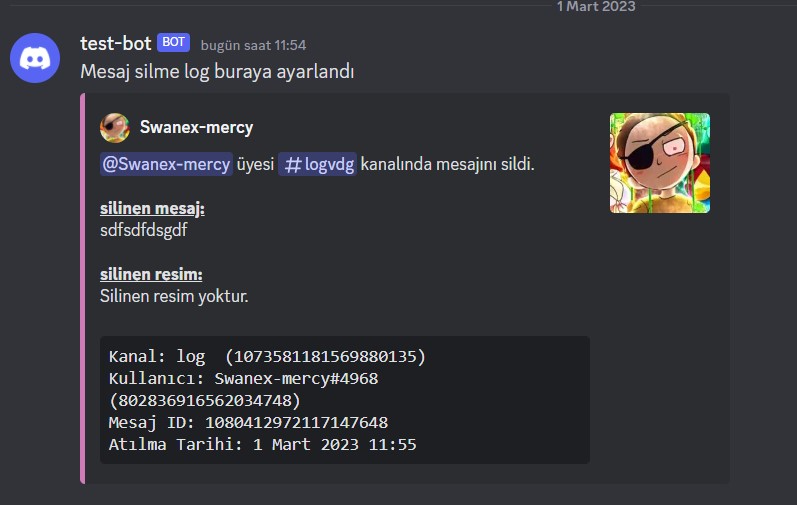 1 Mart 2023
test-bot BOT bugün saat 11:54
Mesaj silme log buraya ayarlandı
Swanex-mercy
@Swanex-mercy üyesi # logvdg kanalında mesajını sildi.
silinen mesaj:
sdfsdfdsgdf
silinen resim:
Silinen resim yoktur.
Kanal: log  (1073581181569880135)
Kullanıcı: Swanex-mercy#4968
(802836916562034748)
Mesaj ID: 1080412972117147648
Atılma Tarihi: 1 Mart 2023 11:55